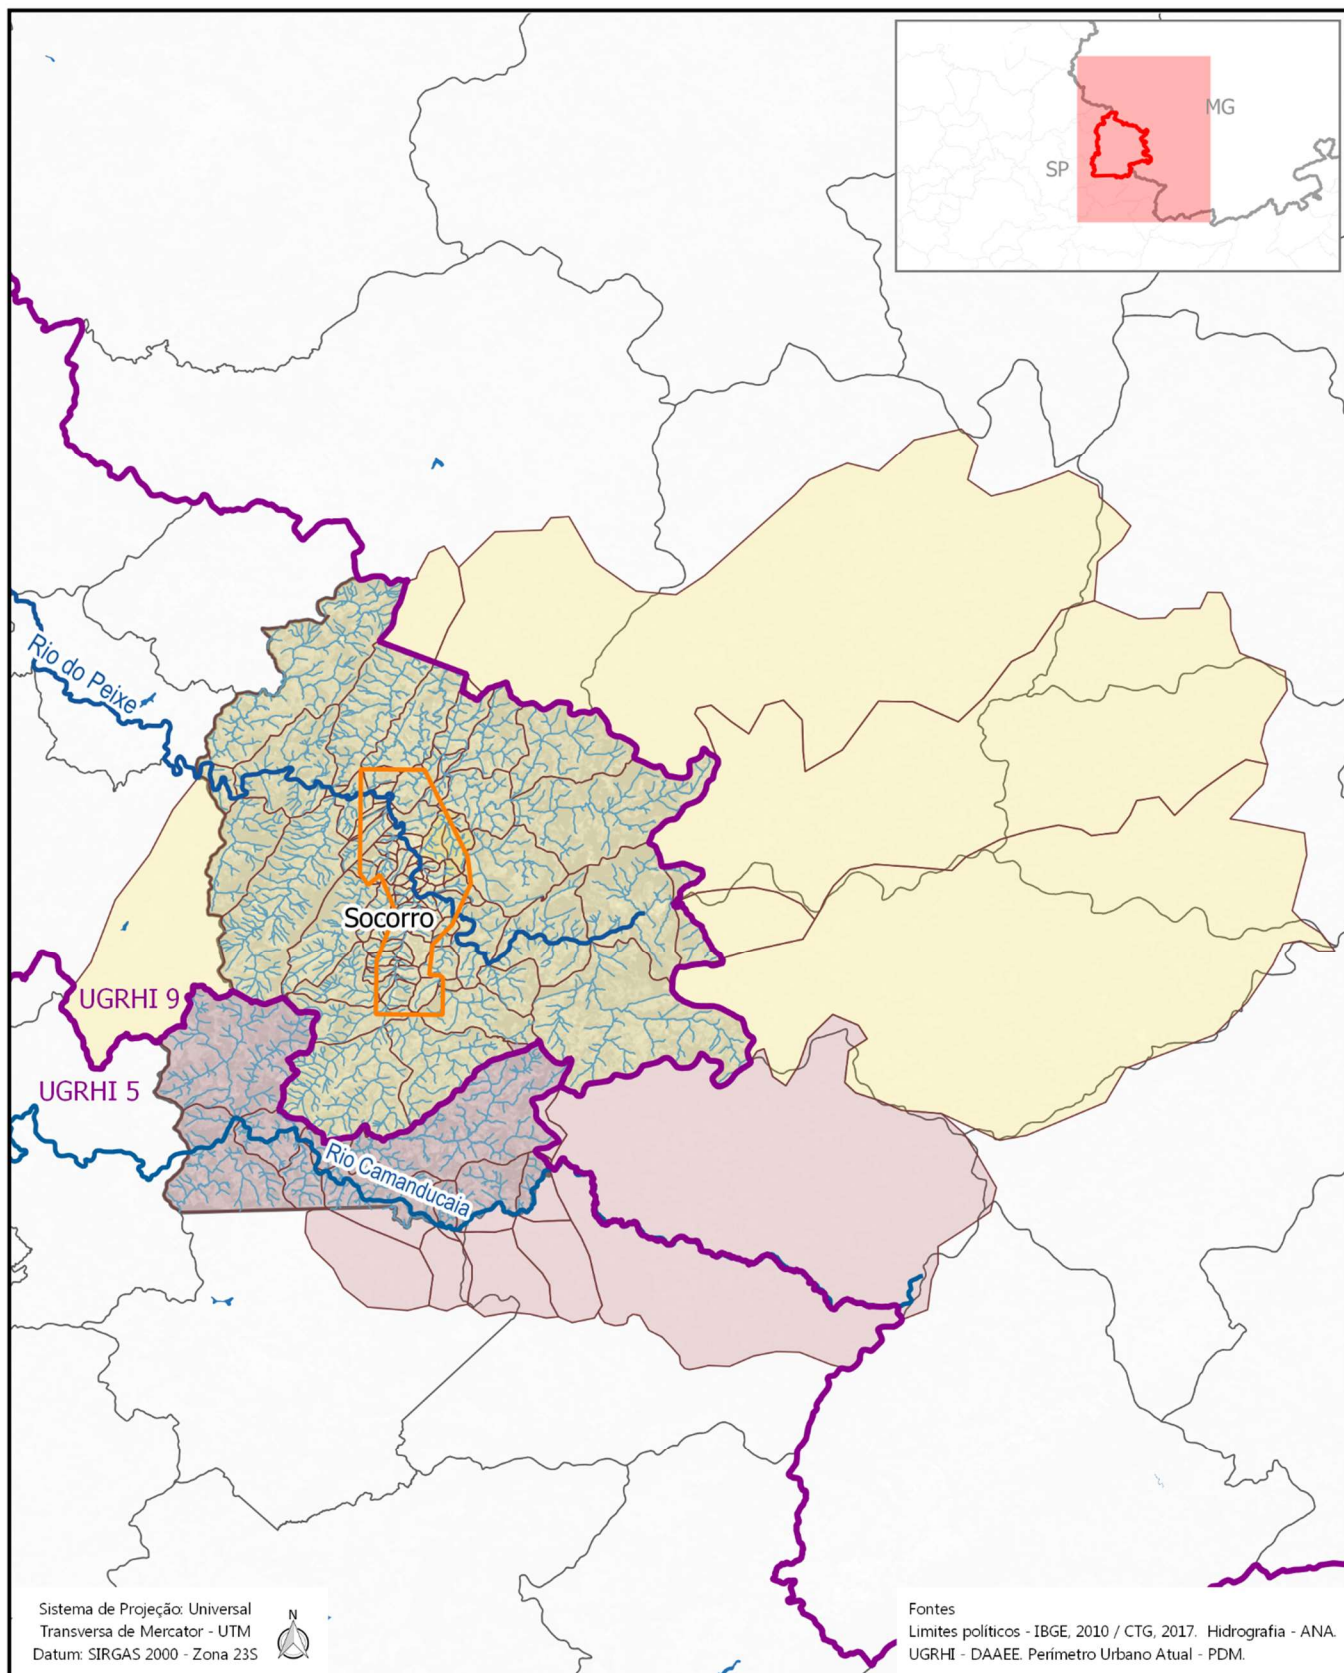 MG
SP
Rio do Peixe
Socorro
UGRHI 9
UGRHI 5
Rio Camanducaia
Sistema de Projeção: Universal
Transversa de Mercator - UTM
Datum: SIRGAS 2000 - Zona 23S
N
Fontes
Limites políticos - IBGE, 2010 / CTG, 2017. Hidrografia - ANA.
UGRHI - DAAEE. Perímetro Urbano Atual - PDM.